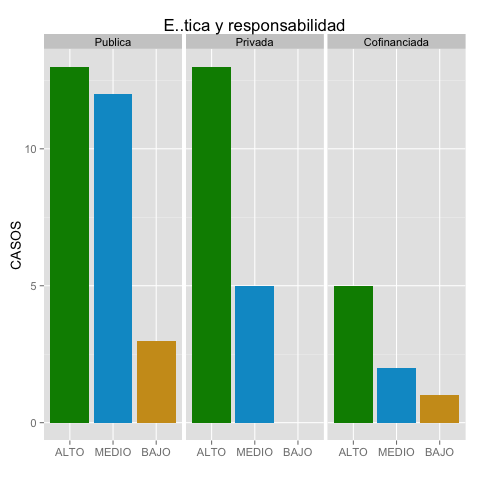 E..tica y responsabilidad
Publica Privada Cofinanciada
CASOS
10
5
0
ALTO MEDIO BAJO ALTO MEDIO BAJO ALTO MEDIO BAJO